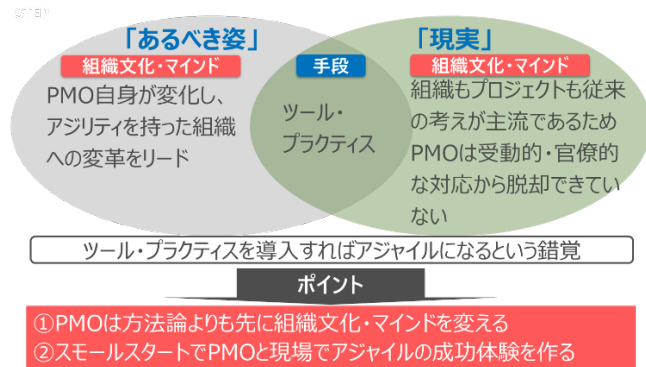 「あるべき姿」
組織文化・マインド
PMO自身が変化し、
アジリティを持った組織
への変革をリード
手段
ツール・
プラクティス
「現実」
組織文化・マインド
組織もプロジェクトも従来
の考えが主流であるため
PMOは受動的・官僚的
な対応から脱却できてい
ない
ツール・プラクティスを導入すればアジャイルになるという錯覚
ポイント
①PMOは方法論よりも先に組織文化・マインドを変える
②スモールスタートでPMOと現場でアジャイルの成功体験を作る